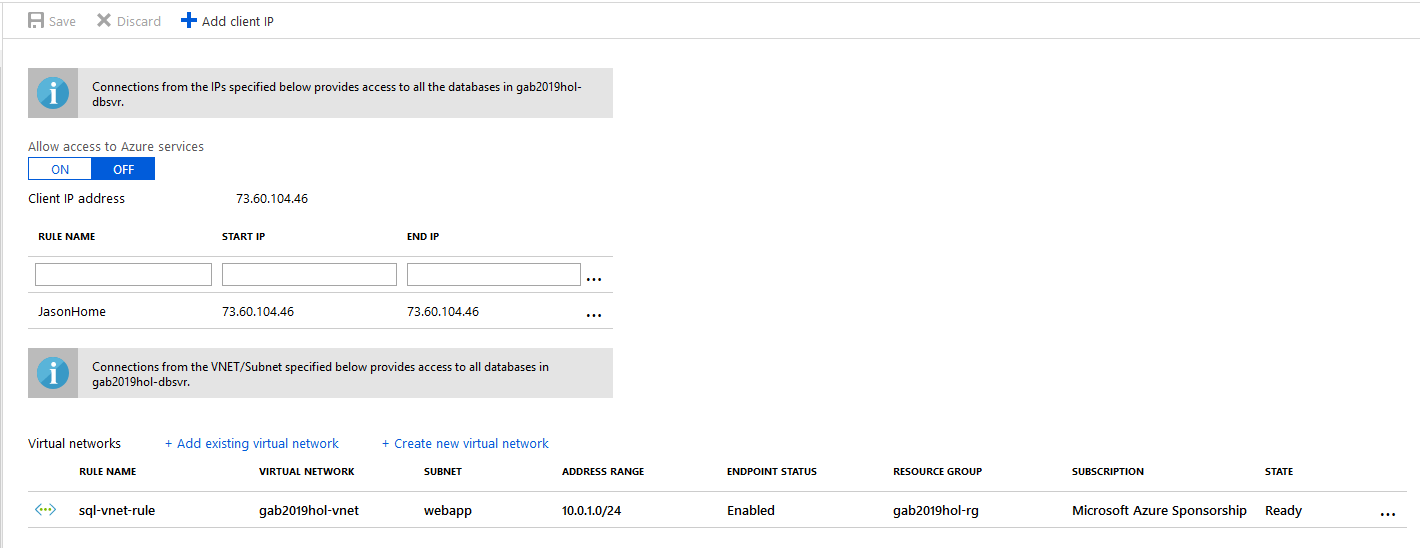 Save Discard Add client IP
Connections from the IPs specified below provides access to all the databases in gab2019hol-
dbsvr.
Allow access to Azure services
ON OFF
Client IP address 73.60.104.46
RULE NAME START IP END IP
...
JasonHome 73.60.104.46 73.60.104.46 ...
Connections from the VNET/Subnet specified below provides access to all databases in
gab2019hol-dbsvr.
Virtual networks + Add existing virtual network + Create new virtual network
RULE NAME VIRTUAL NETWORK SUBNET ADDRESS RANGE ENDPOINT STATUS RESOURCE GROUP SUBSCRIPTION STATE
sql-vnet-rule gab2019hol-vnet webapp 10.0.1.0/24 Enabled gab2019hol-rg Microsoft Azure Sponsorship Ready ...